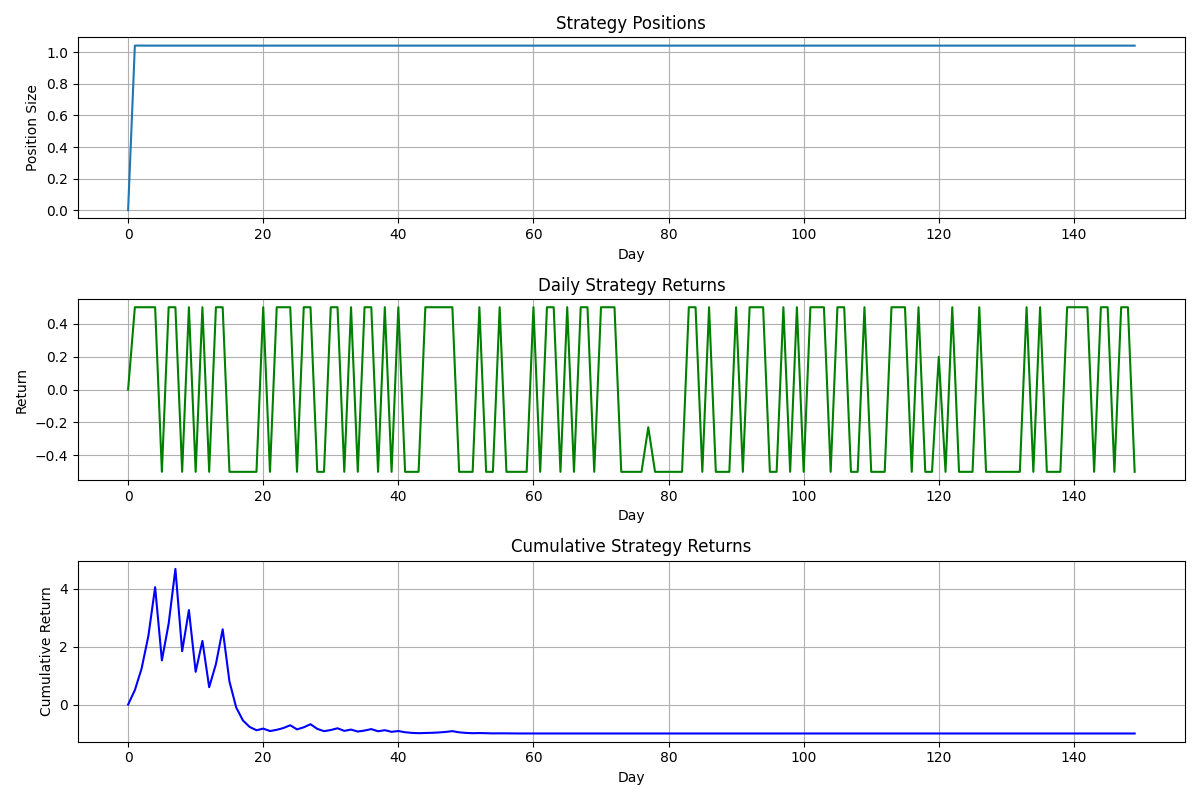 Strategy Positions
1.0
0.8
0.6
0.4
0.2
0.0
Position Size
0 20 40 60 80 100 120 140
Day
Daily Strategy Returns
0.4
0.2
0.0
−0.2
−0.4
Return
0 20 40 60 80 100 120 140
Day
Cumulative Strategy Returns
4
2
0
Cumulative Return
0 20 40 60 80 100 120 140
Day